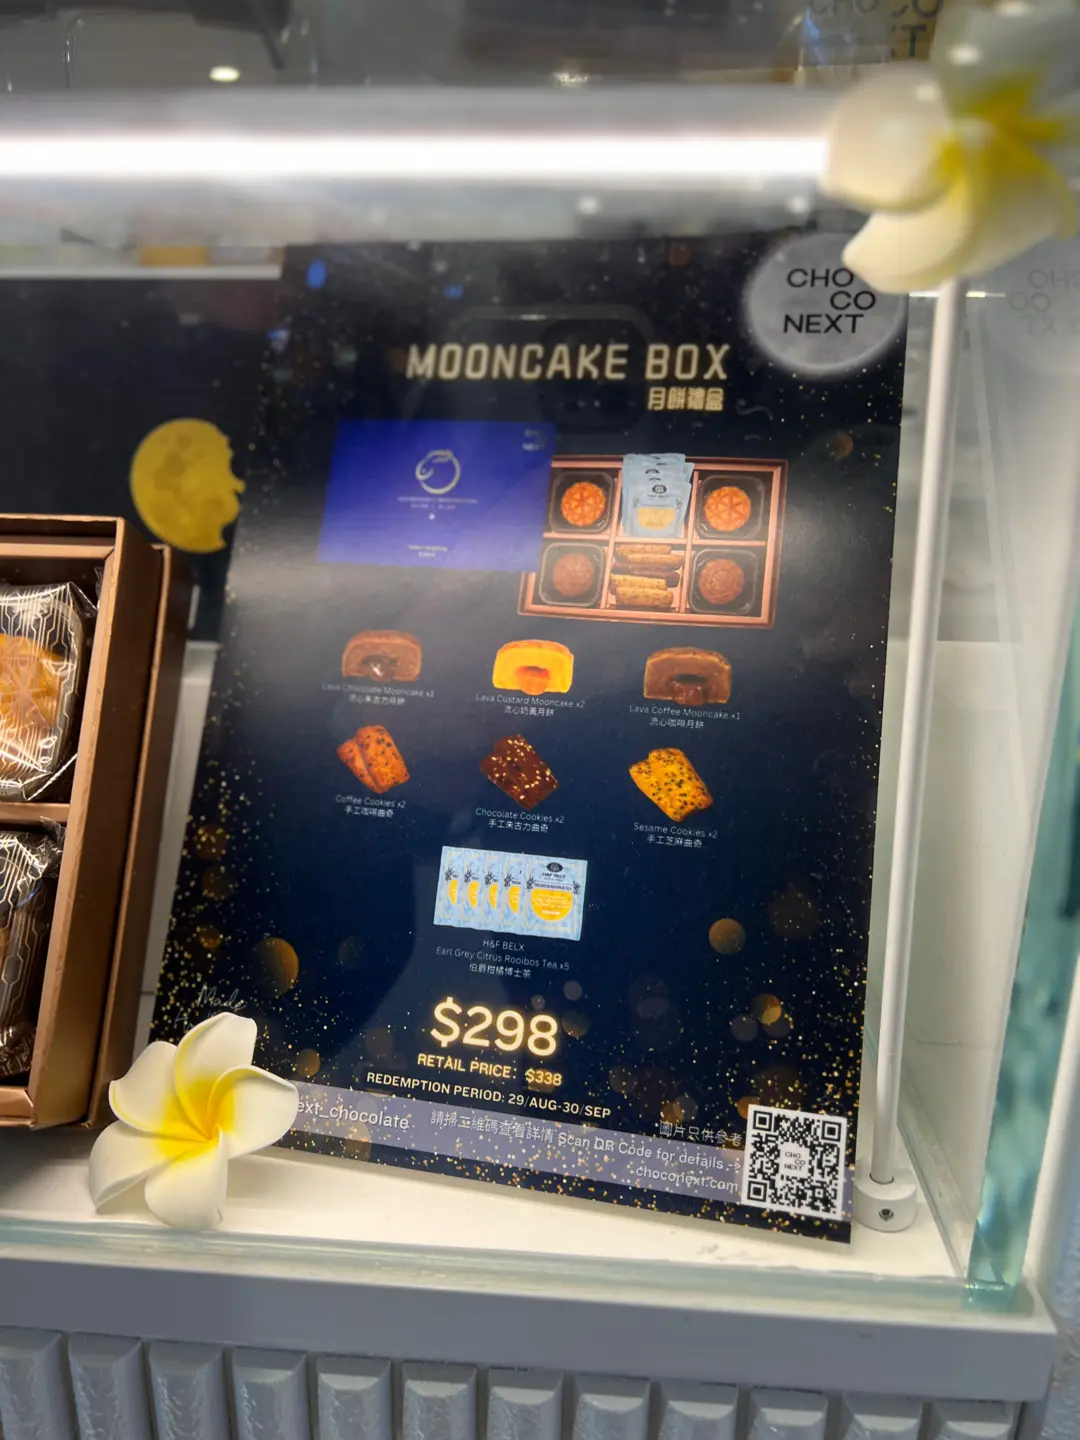 CHO
CO
NEXT
MOONCAKE BOX
月餅禮盒
Lava Chocolate Mooncake x1
流心朱古力月餅
Lava Custard Mooncake x2
流心奶黃月餅
Lava Coffee Mooncake x1
流心咖啡月餅
Coffee Cookies x2
手工咖啡曲奇
Chocolate Cookies x2
手工朱古力曲奇
Sesame Cookies x2
手工芝麻曲奇
H&F BELX
Earl Grey Citrus Rooibos Tea x5
伯爵柑橘博士茶
Made
$298
RETAIL PRICE: $338
REDEMPTION PERIOD: 29/AUG-30/SEP
圖片只供參考
ext_chocolate 請掃二維碼查看詳情 Scan QR Code for details
choconext.com
CHO
CO
NEXT